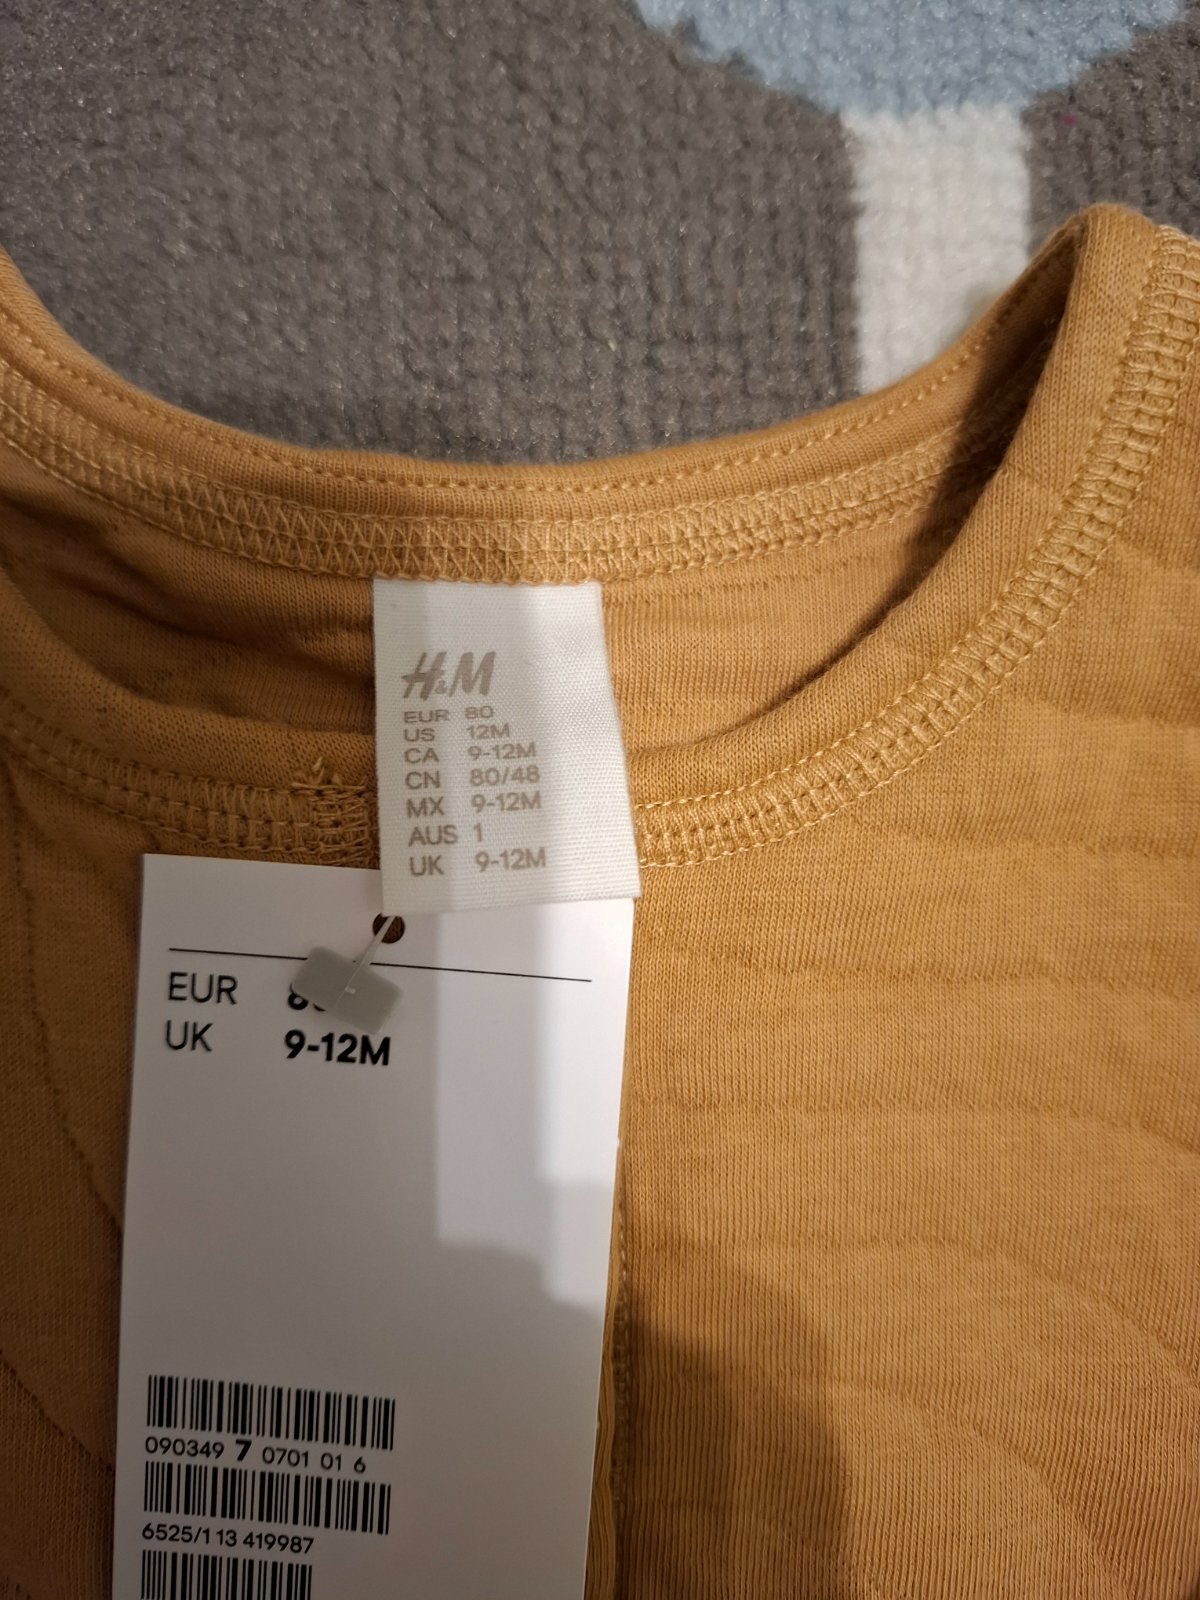 H&M
EUR 80
US 12M
CA 9-12M
CN 80/48
MX 9-12M
AUS 1
UK 9-12M
EUR
UK 9-12M
090349 7 0701 01 6
6525/1 13 419987